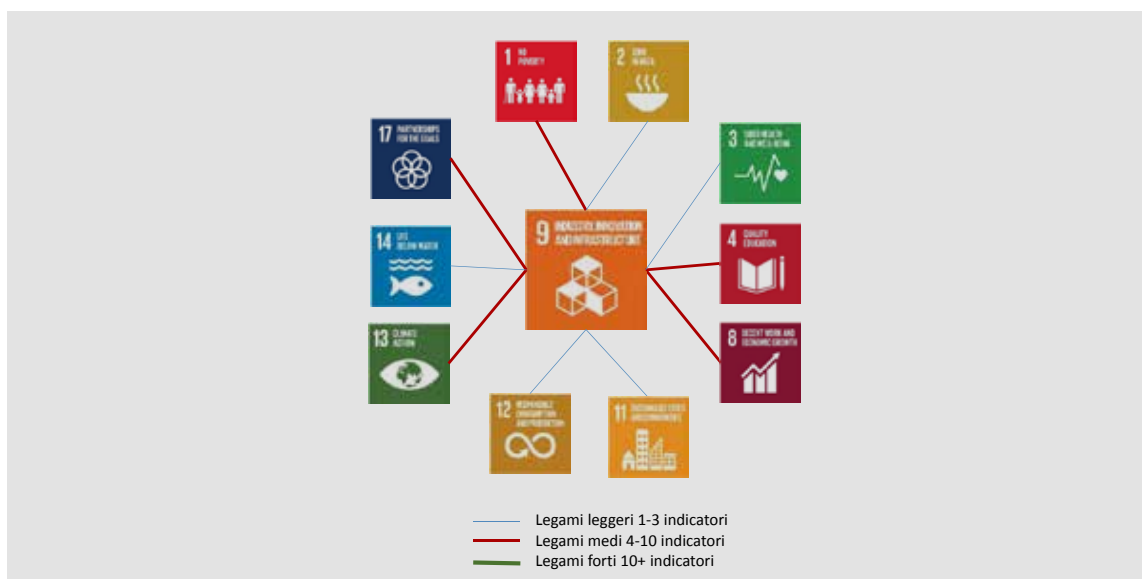 1 NO
POVERTY
2 ZERO
HUNGER
17 PARTNERSHIPS
FOR THE GOALS
3 GOOD HEALTH
AND WELL-BEING
9 INDUSTRY, INNOVATION
AND INFRASTRUCTURE
14 LIFE
BELOW WATER
4 QUALITY
EDUCATION
13 CLIMATE
ACTION
8 DECENT WORK AND
ECONOMIC GROWTH
12 RESPONSIBLE
CONSUMPTION
AND PRODUCTION
11 SUSTAINABLE CITIES
AND COMMUNITIES
Legami leggeri 1-3 indicatori
Legami medi 4-10 indicatori
Legami forti 10+ indicatori